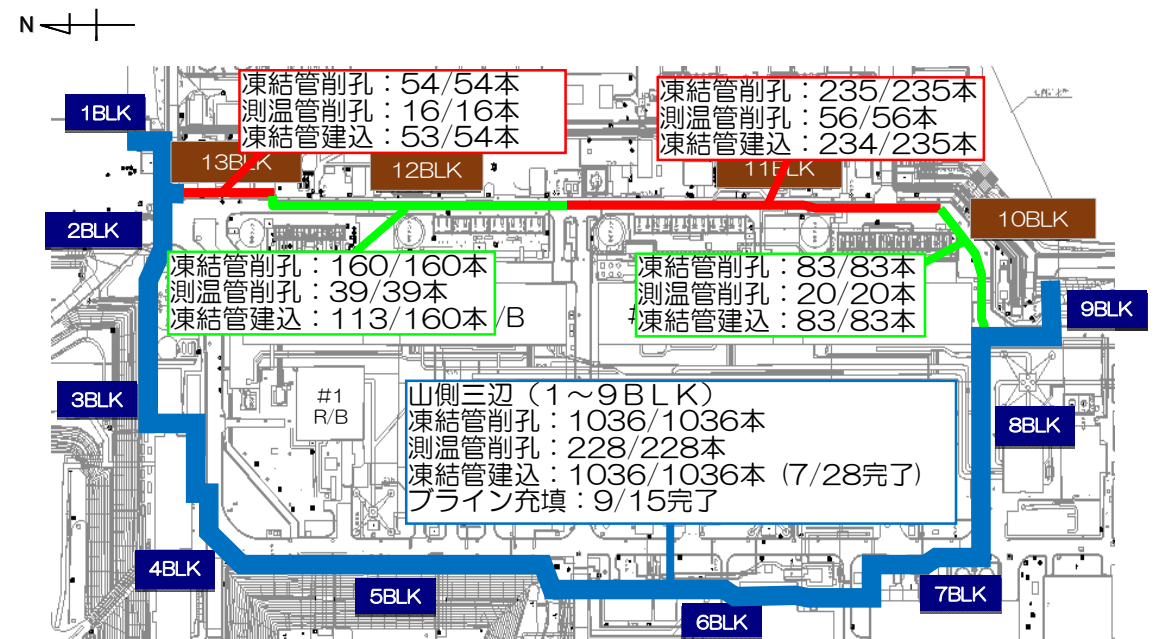 N
凍結管削孔：54/54本
測温管削孔：16/16本
凍結管建込：53/54本
凍結管削孔：235/235本
測温管削孔：56/56本
凍結管建込：234/235本
1BLK
13BLK
12BLK
11BLK
10BLK
2BLK
凍結管削孔：160/160本
測温管削孔：39/39本
凍結管建込：113/160本
/B
凍結管削孔：83/83本
測温管削孔：20/20本
凍結管建込：83/83本
9BLK
3BLK
#1
R/B
山側三辺（1～9ＢＬＫ）
凍結管削孔：1036/1036本
測温管削孔：228/228本
凍結管建込：1036/1036本（7/28完了）
ブライン充填：9/15完了
8BLK
4BLK
5BLK
6BLK
7BLK